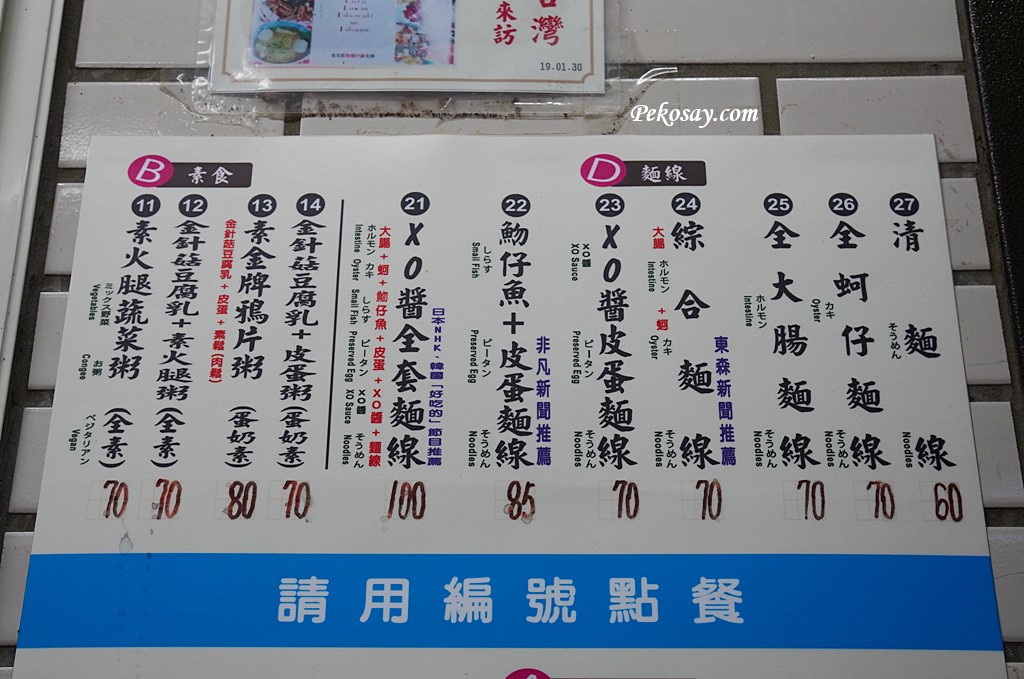 台灣
來訪
19.01.30
Pekosay.com
B 素食
11
素火腿蔬菜粥(全素)
ミックス野菜 お粥 ベジタリアン
Vegetables Congee Vegan
70
12
金針菇豆腐乳+素火腿粥(全素)
70
13
素金牌鴉片粥(蛋奶素)
金針菇豆腐乳+皮蛋+素鬆(肉鬆)
80
14
金針菇豆腐乳+皮蛋粥(蛋奶素)
70
21
XO醬全套麵線
日本NHK、韓國「好吃的」節目推薦
大腸+蚵+魩仔魚+皮蛋+XO醬+麵線
ホルモン カキ しらす ピータン XO醬 そうめん
Intestine Oyster Small Fish Preserved Egg XO Sauce Noodles
100
22
魩仔魚+皮蛋麵線
非凡新聞推薦
しらす ピータン そうめん
Small Fish Preserved Egg Noodles
85
D 麵線
23
XO醬皮蛋麵線
XO醬 ピータン そうめん
XO Sauce Preserved Egg Noodles
70
24
綜合麵線
東森新聞推薦
大腸+蚵
ホルモン カキ そうめん
Intestine Oyster Noodles
70
25
全大腸麵線
ホルモン そうめん
Intestine Noodles
70
26
全蚵仔麵線
カキ そうめん
Oyster Noodles
70
27
清麵線
そうめん
Noodles
60
請用編號點餐